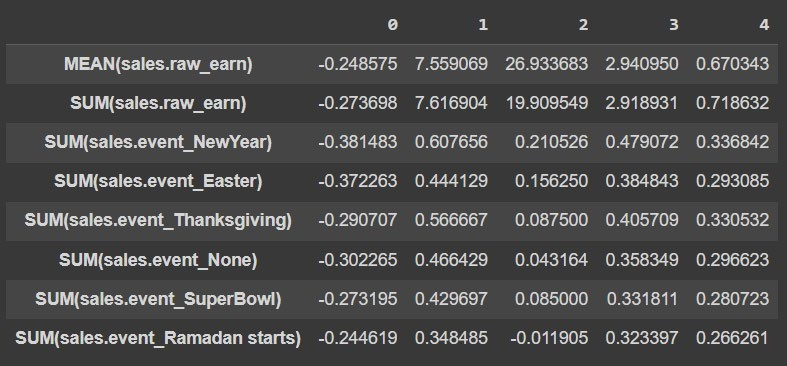 0 1 2 3 4
MEAN(sales.raw_earn) -0.248575 7.559069 26.933683 2.940950 0.670343
SUM(sales.raw_earn) -0.273698 7.616904 19.909549 2.918931 0.718632
SUM(sales.event_NewYear) -0.381483 0.607656 0.210526 0.479072 0.336842
SUM(sales.event_Easter) -0.372263 0.444129 0.156250 0.384843 0.293085
SUM(sales.event_Thanksgiving) -0.290707 0.566667 0.087500 0.405709 0.330532
SUM(sales.event_None) -0.302265 0.466429 0.043164 0.358349 0.296623
SUM(sales.event_SuperBowl) -0.273195 0.429697 0.085000 0.331811 0.280723
SUM(sales.event_Ramadan starts) -0.244619 0.348485 -0.011905 0.323397 0.266261